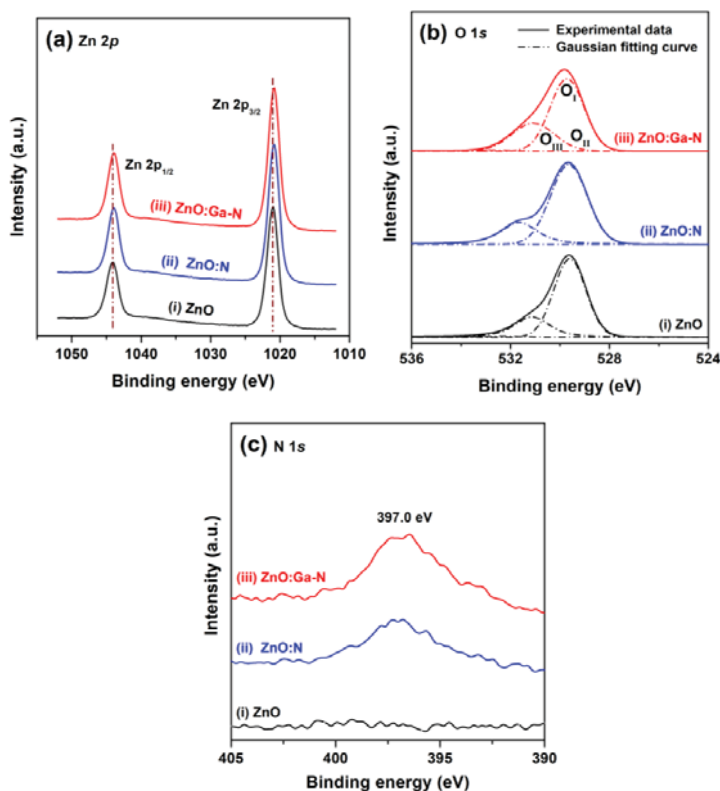 (a) Zn 2p
Zn 2p3/2
Zn 2p1/2
(iii) ZnO:Ga-N
(ii) ZnO:N
(i) ZnO
Intensity (a.u.)
1050 1040 1030 1020 1010
Binding energy (eV)
(b) O 1s
Experimental data
Gaussian fitting curve
OI
OIII OII
(iii) ZnO:Ga-N
(ii) ZnO:N
(i) ZnO
Intensity (a.u.)
536 532 528 524
Binding energy (eV)
(c) N 1s
397.0 eV
(iii) ZnO:Ga-N
(ii) ZnO:N
(i) ZnO
Intensity (a.u.)
405 400 395 390
Binding energy (eV)